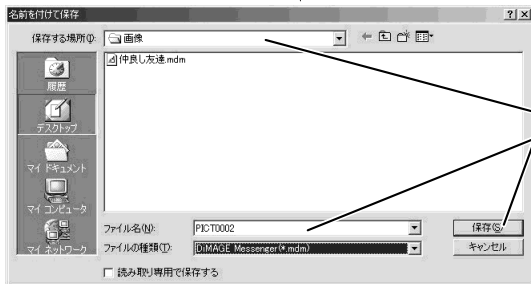 名前を付けて保存
保存する場所(I):
画像
履歴
デスクトップ
マイ ドキュメント
マイ コンピュータ
マイ ネットワーク
仲良し友達.mdm
ファイル名(N):
PICT0002
保存(S)
ファイルの種類(T):
DiMAGE Messenger(*.mdm)
キャンセル
読み取り専用で保存する